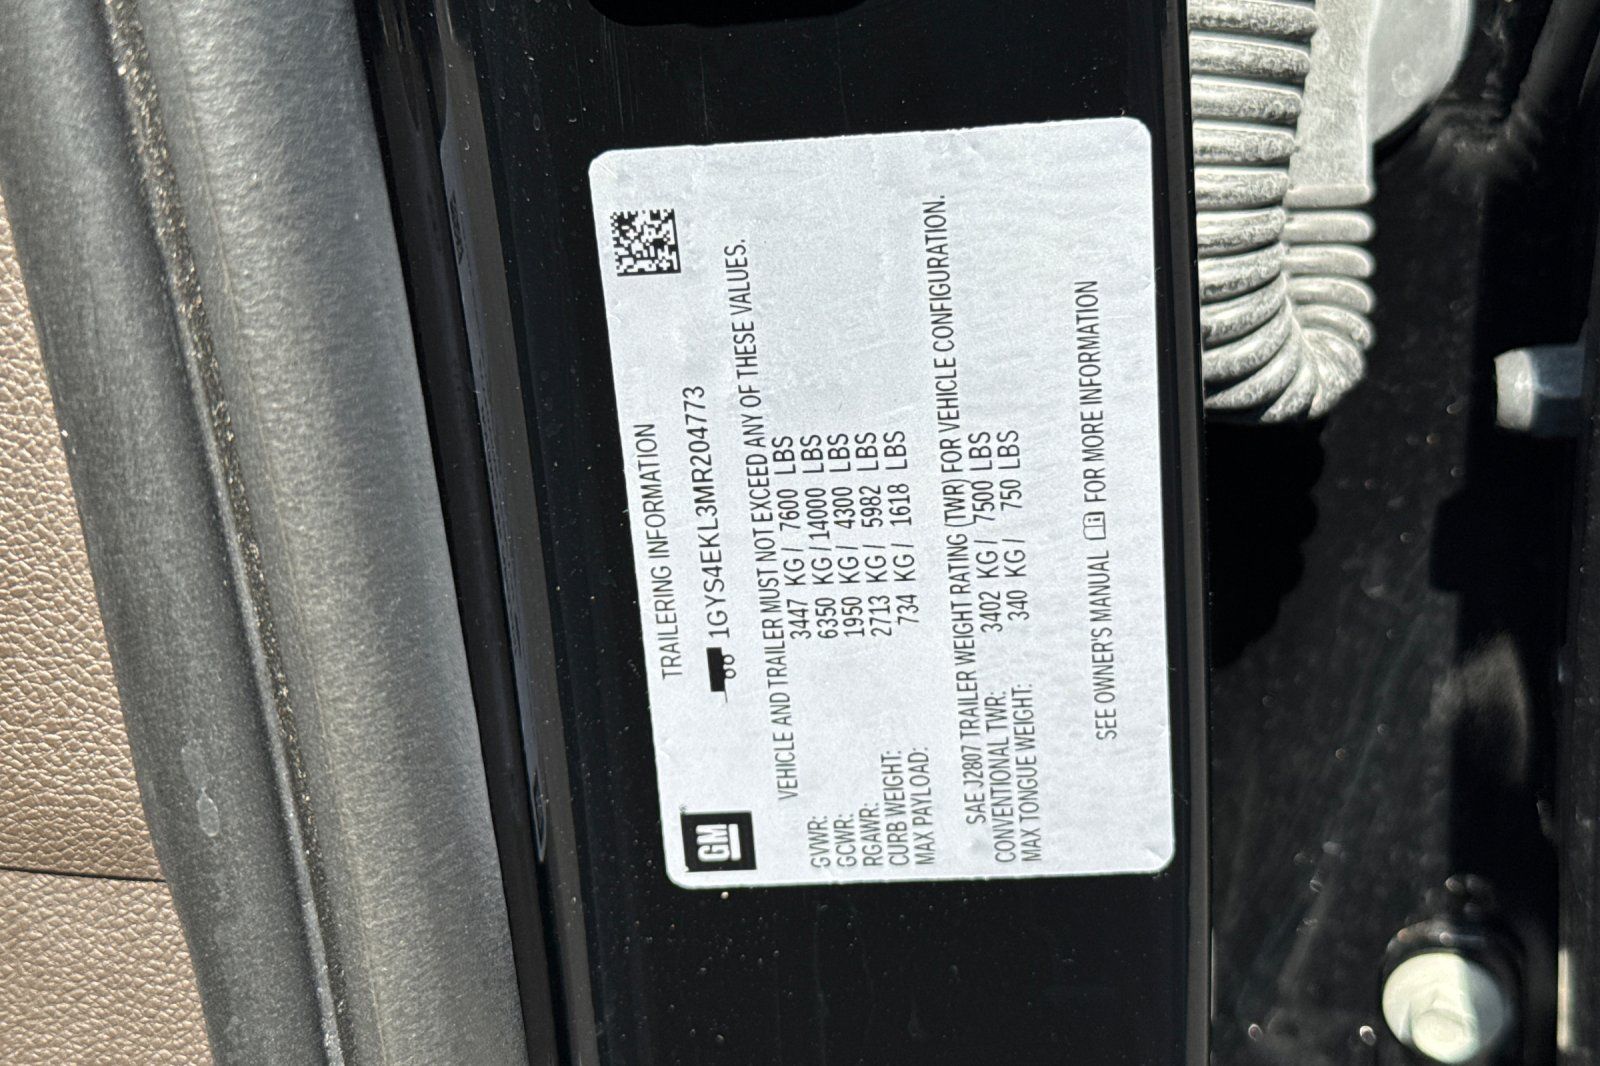 TRAILERING INFORMATION
1GYS4EKL3MR204773
VEHICLE AND TRAILER MUST NOT EXCEED ANY OF THESE VALUES.
GVWR: 3447 KG / 7600 LBS
GCWR: 6350 KG / 14000 LBS
RGAWR: 1950 KG / 4300 LBS
CURB WEIGHT: 2713 KG / 5982 LBS
MAX PAYLOAD: 734 KG / 1618 LBS
SAE J2807 TRAILER WEIGHT RATING (TWR) FOR VEHICLE CONFIGURATION.
CONVENTIONAL TWR: 3402 KG / 7500 LBS
MAX TONGUE WEIGHT: 340 KG / 750 LBS
GM
SEE OWNER'S MANUAL FOR MORE INFORMATION